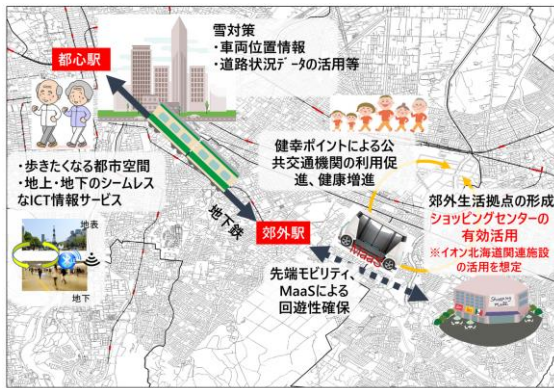 雪対策
・車両位置情報
・道路状況データの活用等
都心駅
・歩きたくなる都市空間
・地上・地下のシームレス
なICT情報サービス
地表
地下
地下鉄
健幸ポイントによる公
共交通機関の利用促
進、健康増進
郊外駅
MaaS
先端モビリティ、
MaaSによる
回遊性確保
郊外生活拠点の形成
ショッピングセンターの
有効活用
※イオン北海道関連施設
の活用を想定
Shopping
Mall